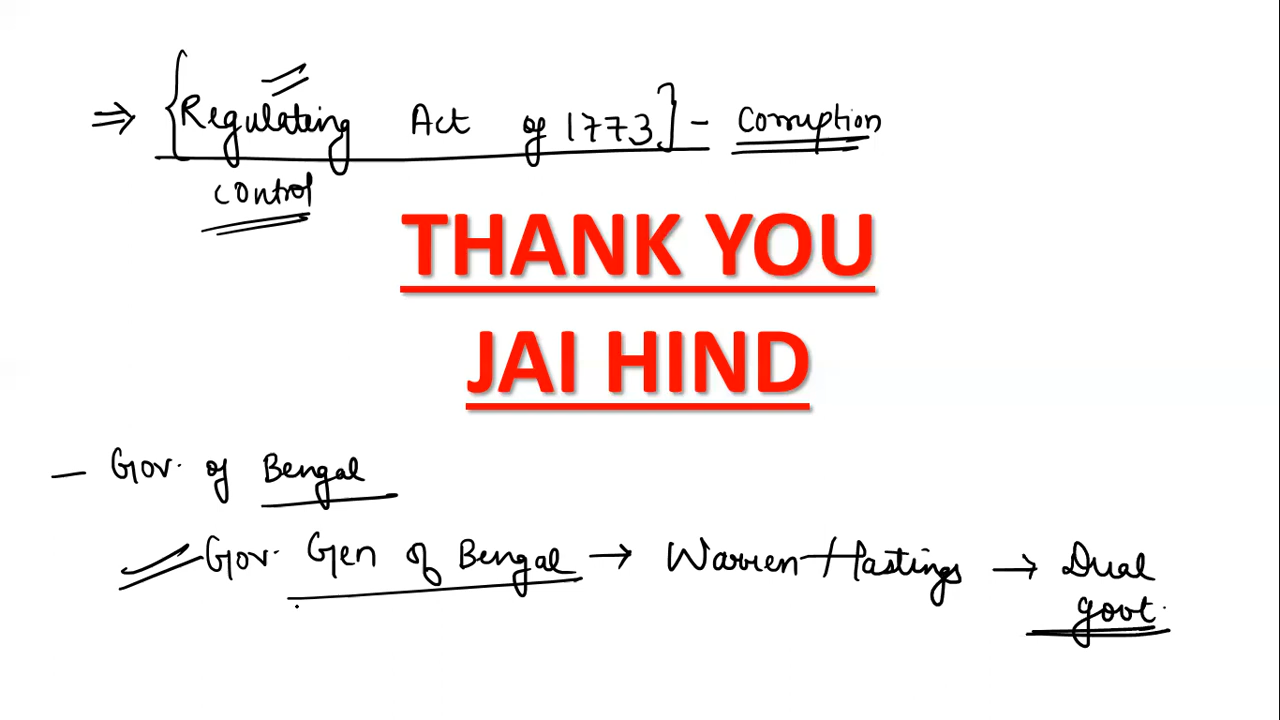 ⇒ {Regulating Act of 1773] - Corruption
control
THANK YOU
JAI HIND
— Gov. of Bengal
Gov. Gen of Bengal → Warren Hastings → Dual
govt.